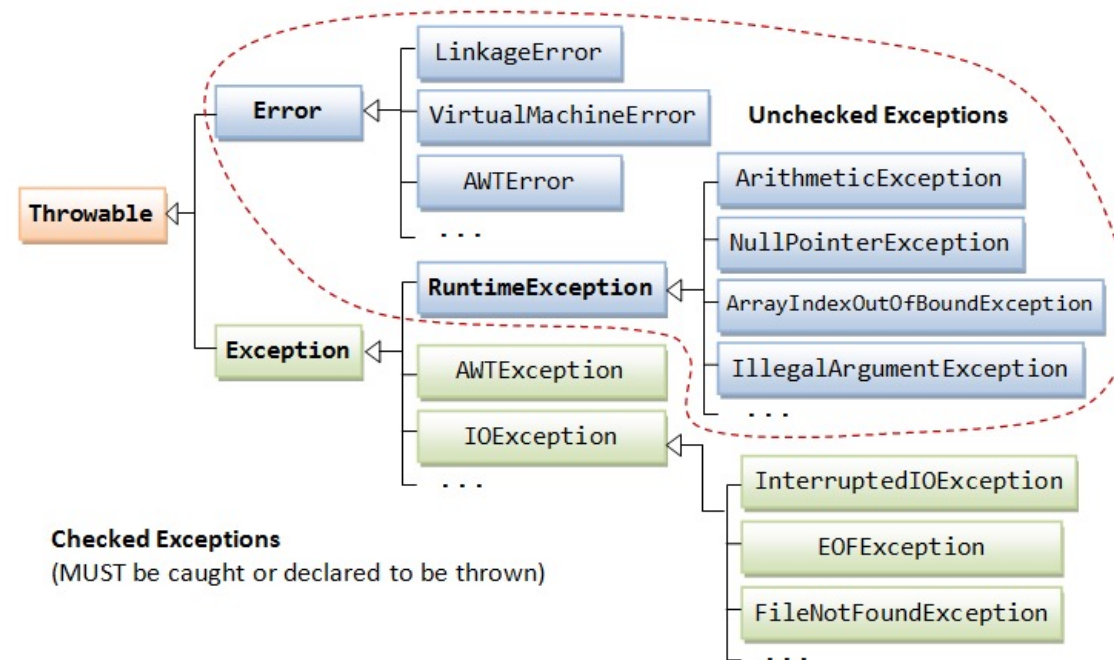 LinkageError
Error
VirtualMachineError
Unchecked Exceptions
AWTError
ArithmeticException
Throwable
...
NullPointerException
RuntimeException
ArrayIndexOutOfBoundException
Exception
AWTException
IllegalArgumentException
...
IOException
...
InterruptedIOException
Checked Exceptions
(MUST be caught or declared to be thrown)
EOFException
FileNotFoundException
...